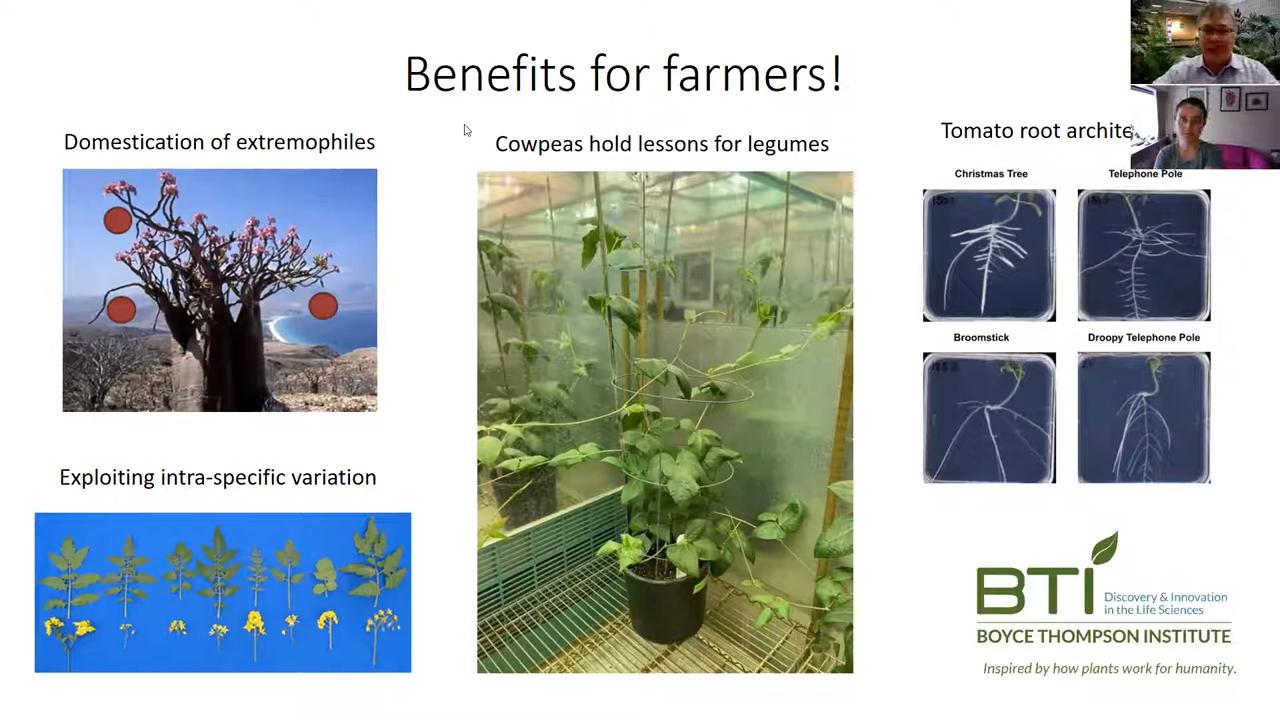 Benefits for farmers!
Domestication of extremophiles
Cowpeas hold lessons for legumes
Tomato root archite
Christmas Tree
Telephone Pole
Broomstick
Droopy Telephone Pole
Exploiting intra-specific variation
BTI
Discovery & Innovation
in the Life Sciences
BOYCE THOMPSON INSTITUTE
Inspired by how plants work for humanity.